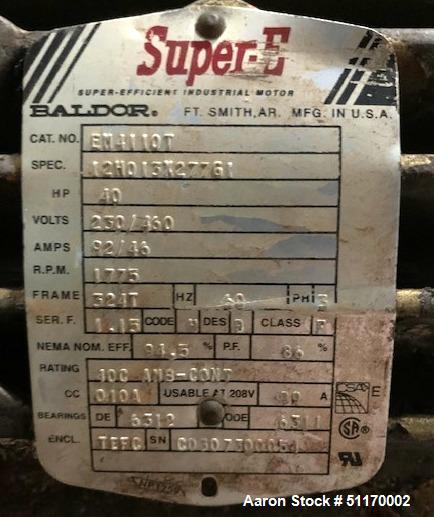 Super-E
SUPER-EFFICIENT INDUSTRIAL MOTOR
BALDOR® FT. SMITH, AR. MFG. IN U.S.A.
CAT. NO. EM4110T
SPEC. 12H013X277G1
HP 40
VOLTS 230/460
AMPS 92/46
R.P.M. 1775
FRAME 324T HZ 60 PH 3
SER. F. 1.15 CODE DES CLASS F
NEMA NOM. EFF. 94.5 % P.F. 86 %
RATING 40C AMB-CONT
CC 010A USABLE AT 208V A
BEARINGS DE 6312 ODE 6311
ENCL. TEFC SN
CSA E
SA
Aaron Stock # 51170002